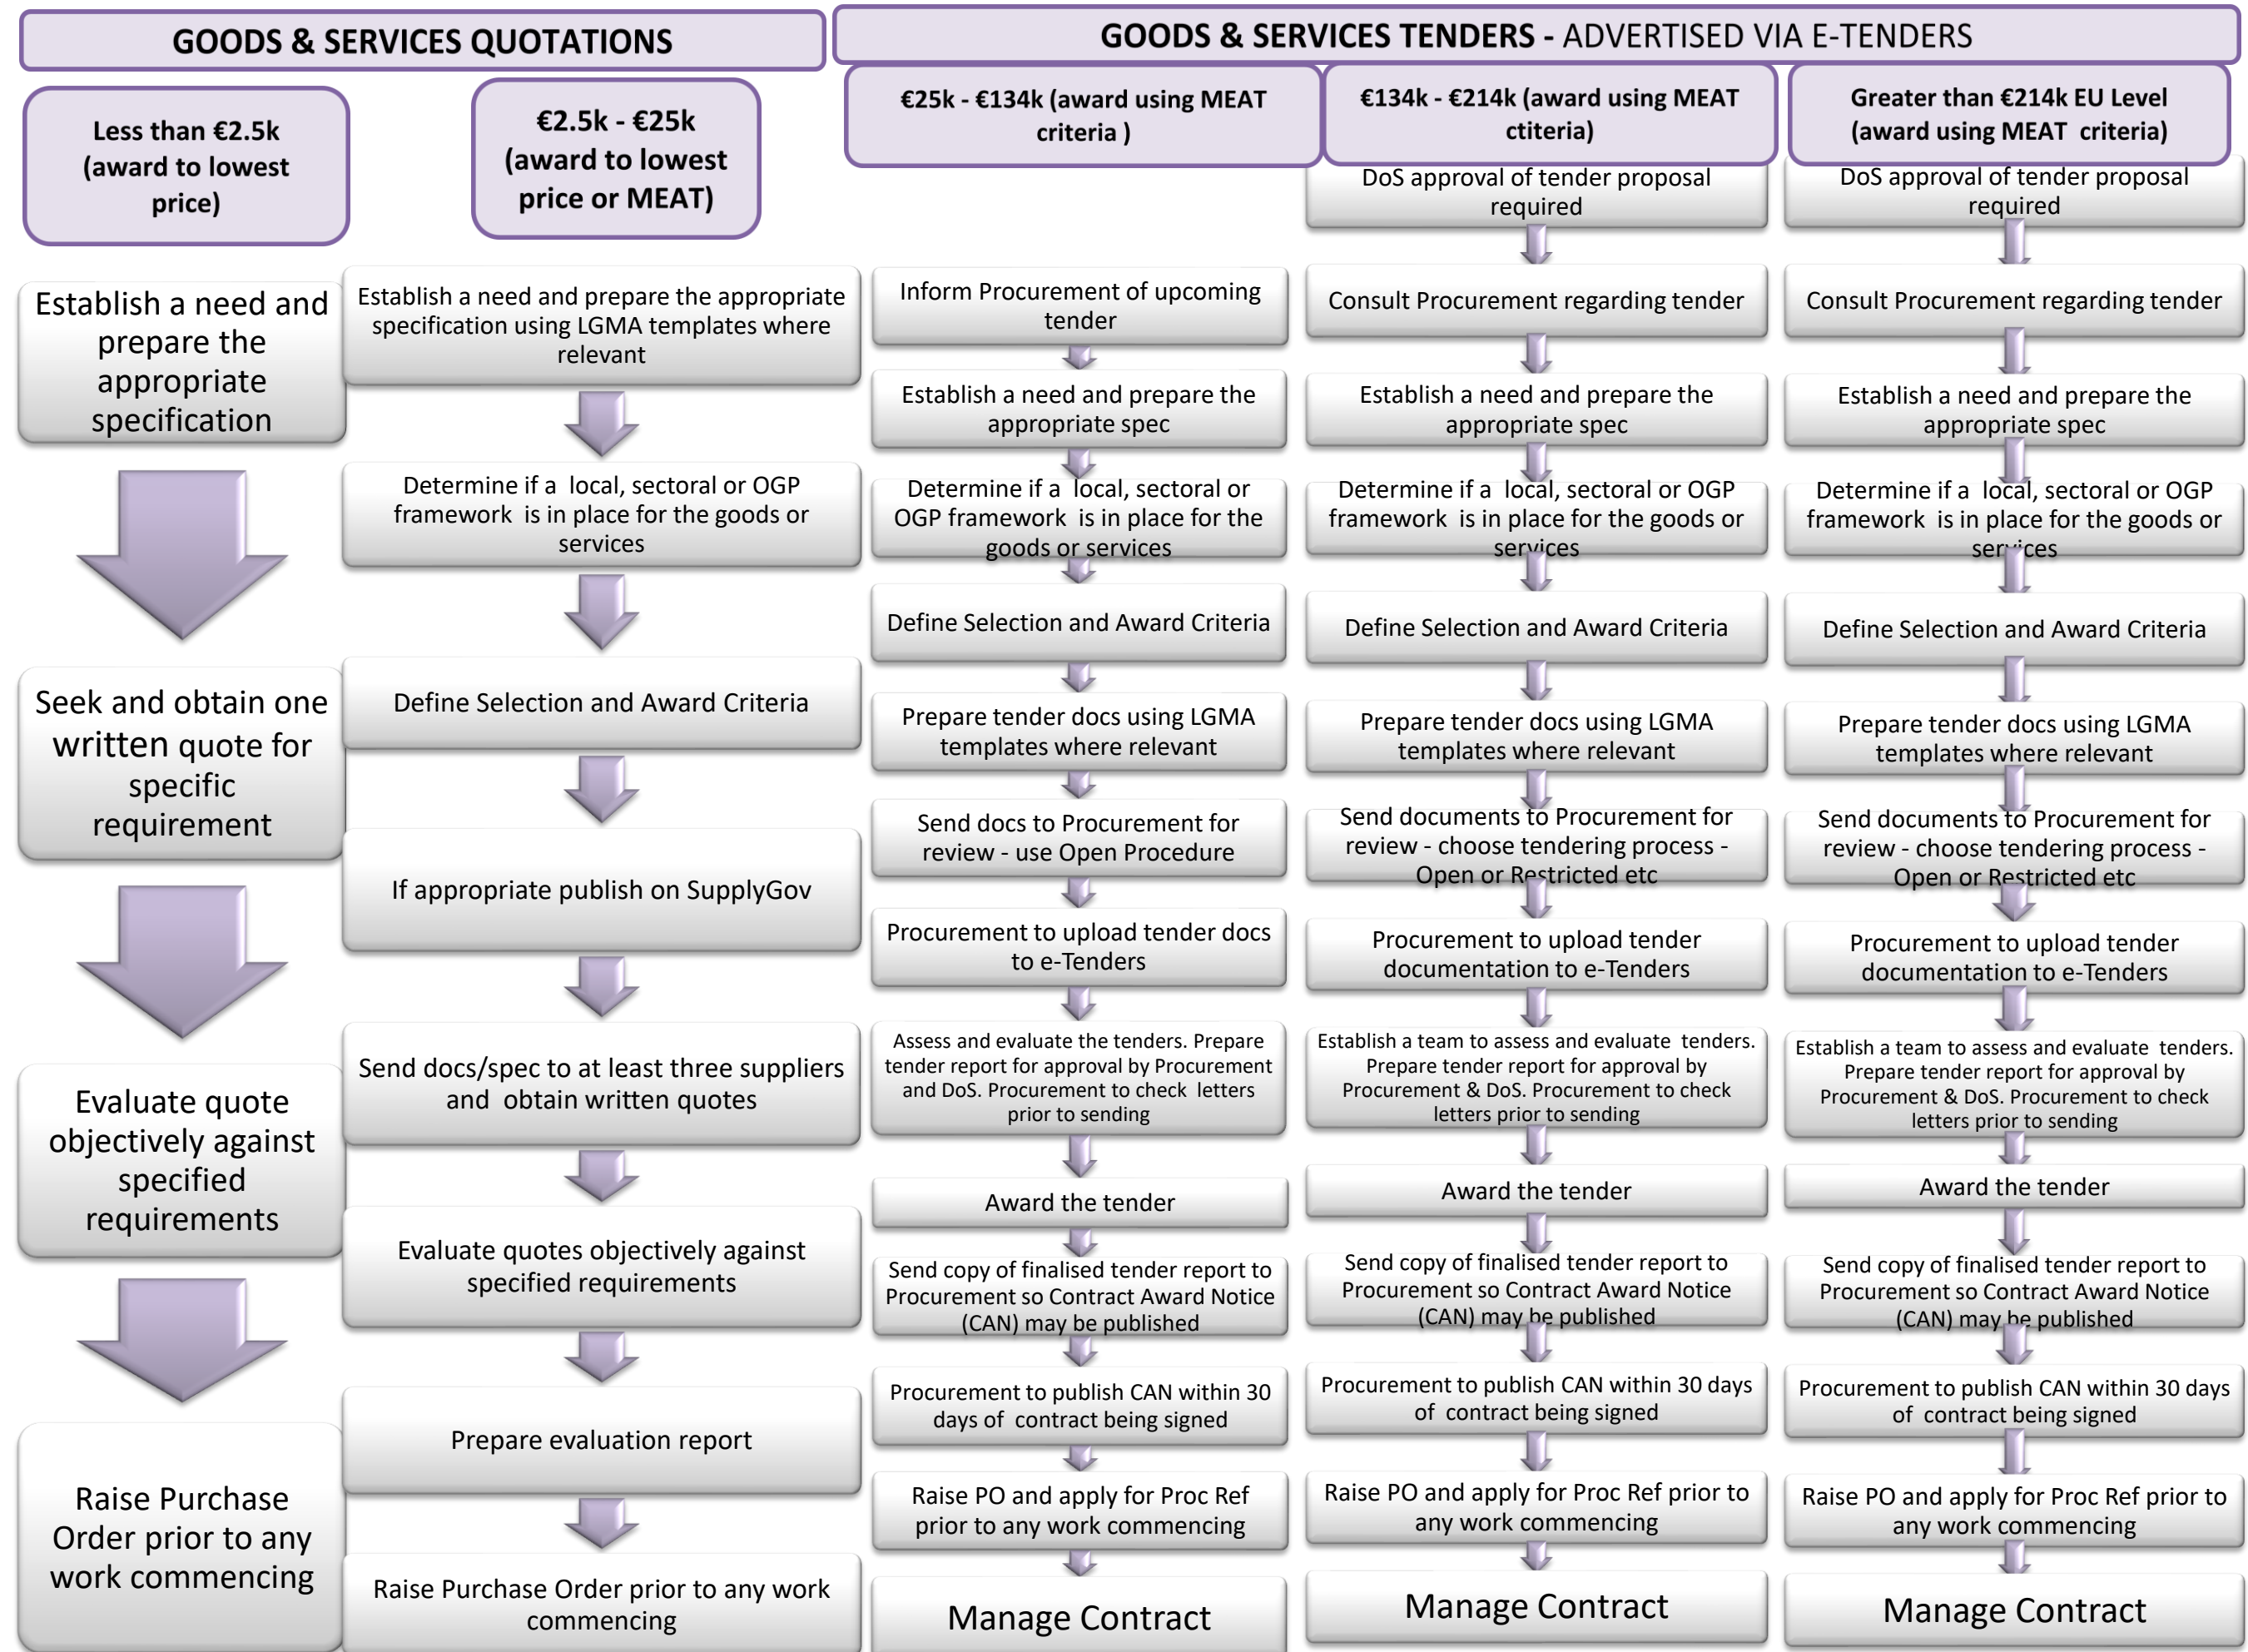 GOODS & SERVICES QUOTATIONS
Less than €2.5k
(award to lowest
price)
Establish a need and
prepare the
appropriate
specification
Seek and obtain one
written quote for
specific
requirement
Evaluate quote
objectively against
specified
requirements
Raise Purchase
Order prior to any
work commencing
€2.5k - €25k
(award to lowest
price or MEAT)
Establish a need and prepare the appropriate
specification using LGMA templates where
relevant
Determine if a local, sectoral or OGP
framework is in place for the goods or
services
Define Selection and Award Criteria
If appropriate publish on SupplyGov
Send docs/spec to at least three suppliers
and obtain written quotes
Evaluate quotes objectively against
specified requirements
Prepare evaluation report
Raise Purchase Order prior to any work
commencing
GOODS & SERVICES TENDERS - ADVERTISED VIA E-TENDERS
€25k - €134k (award using MEAT
criteria )
Inform Procurement of upcoming
tender
Establish a need and prepare the
appropriate spec
Determine if a local, sectoral or
OGP framework is in place for the
goods or services
Define Selection and Award Criteria
Prepare tender docs using LGMA
templates where relevant
Send docs to Procurement for
review - use Open Procedure
Procurement to upload tender docs
to e-Tenders
Assess and evaluate the tenders. Prepare
tender report for approval by Procurement
and DoS. Procurement to check letters
prior to sending
Award the tender
Send copy of finalised tender report to
Procurement so Contract Award Notice
(CAN) may be published
Procurement to publish CAN within 30
days of contract being signed
Raise PO and apply for Proc Ref
prior to any work commencing
Manage Contract
€134k - €214k (award using MEAT
ctiteria)
DoS approval of tender proposal
required
Consult Procurement regarding tender
Establish a need and prepare the
appropriate spec
Determine if a local, sectoral or OGP
framework is in place for the goods or
services
Define Selection and Award Criteria
Prepare tender docs using LGMA
templates where relevant
Send documents to Procurement for
review - choose tendering process -
Open or Restricted etc
Procurement to upload tender
documentation to e-Tenders
Establish a team to assess and evaluate tenders.
Prepare tender report for approval by
Procurement & DoS. Procurement to check
letters prior to sending
Award the tender
Send copy of finalised tender report to
Procurement so Contract Award Notice
(CAN) may be published
Procurement to publish CAN within 30 days
of contract being signed
Raise PO and apply for Proc Ref prior to
any work commencing
Manage Contract
Greater than €214k EU Level
(award using MEAT criteria)
DoS approval of tender proposal
required
Consult Procurement regarding tender
Establish a need and prepare the
appropriate spec
Determine if a local, sectoral or OGP
framework is in place for the goods or
services
Define Selection and Award Criteria
Prepare tender docs using LGMA
templates where relevant
Send documents to Procurement for
review - choose tendering process -
Open or Restricted etc
Procurement to upload tender
documentation to e-Tenders
Establish a team to assess and evaluate tenders.
Prepare tender report for approval by
Procurement & DoS. Procurement to check
letters prior to sending
Award the tender
Send copy of finalised tender report to
Procurement so Contract Award Notice
(CAN) may be published
Procurement to publish CAN within 30 days
of contract being signed
Raise PO and apply for Proc Ref prior to
any work commencing
Manage Contract